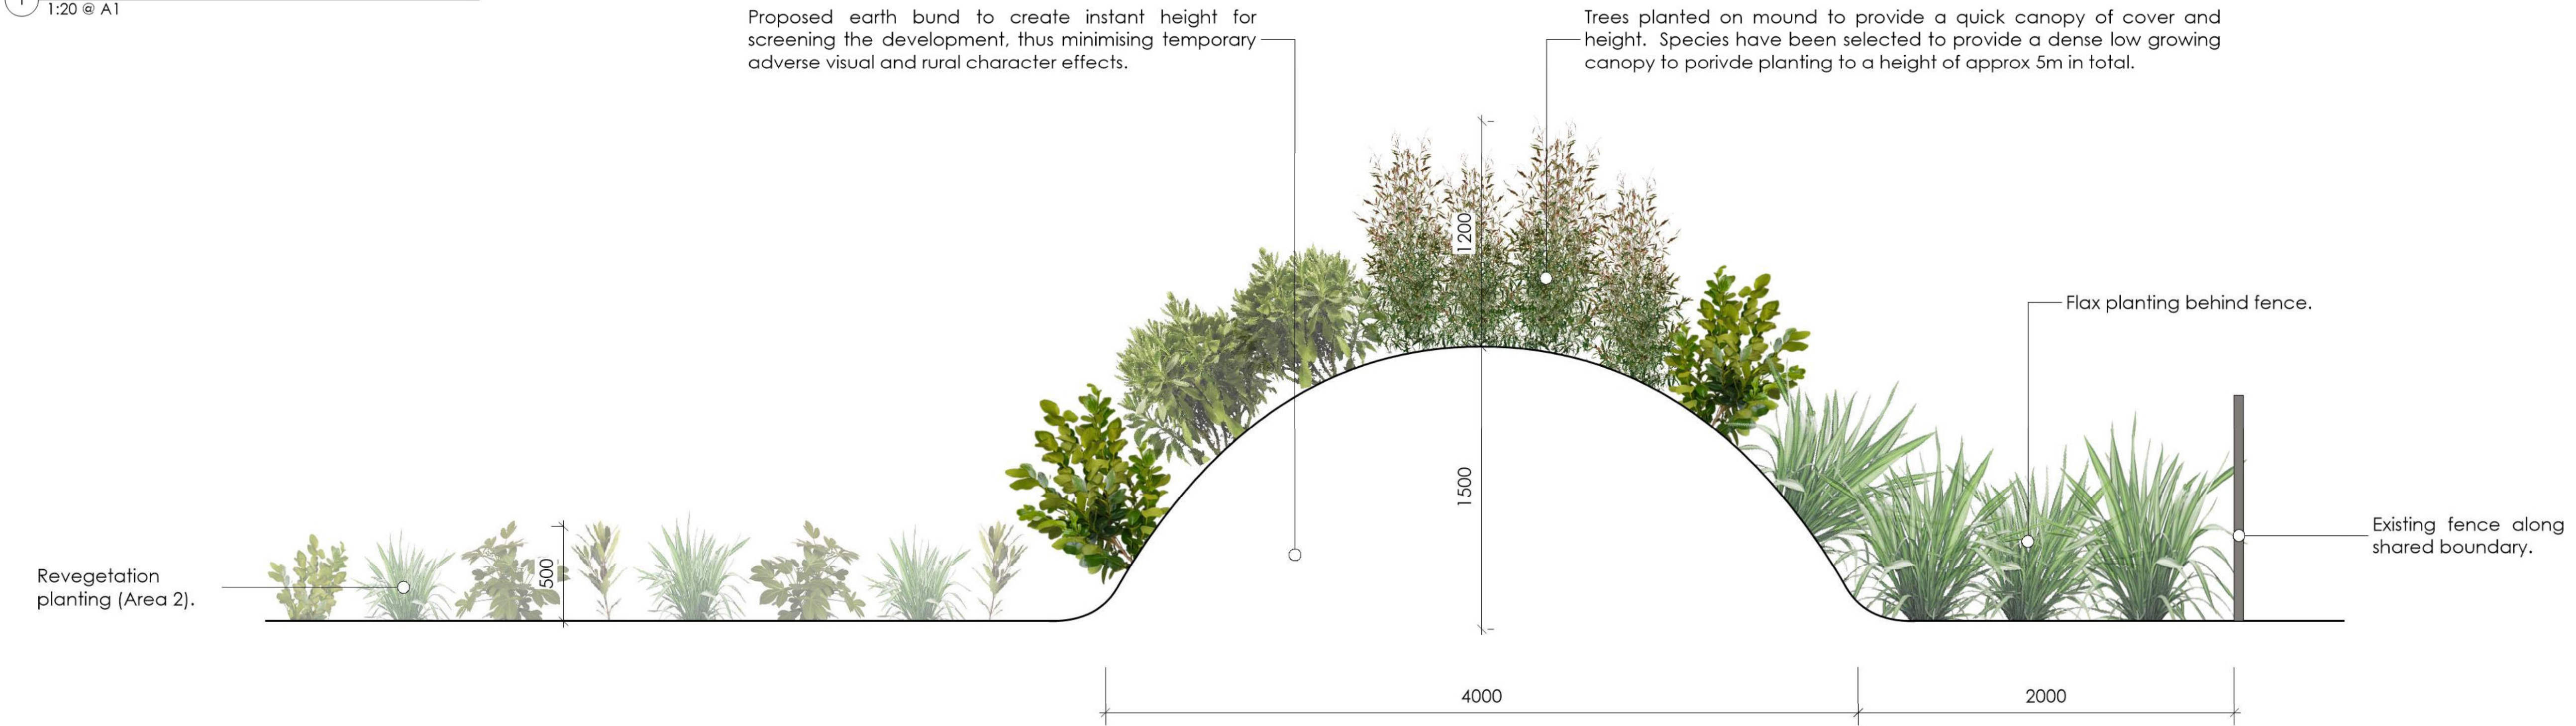 1
1:20 @ A1
Proposed earth bund to create instant height for
screening the development, thus minimising temporary
adverse visual and rural character effects.
Trees planted on mound to provide a quick canopy of cover and
height. Species have been selected to provide a dense low growing
canopy to porivde planting to a height of approx 5m in total.
1200
Flax planting behind fence.
1500
Existing fence along
shared boundary.
500
Revegetation
planting (Area 2).
4000
2000